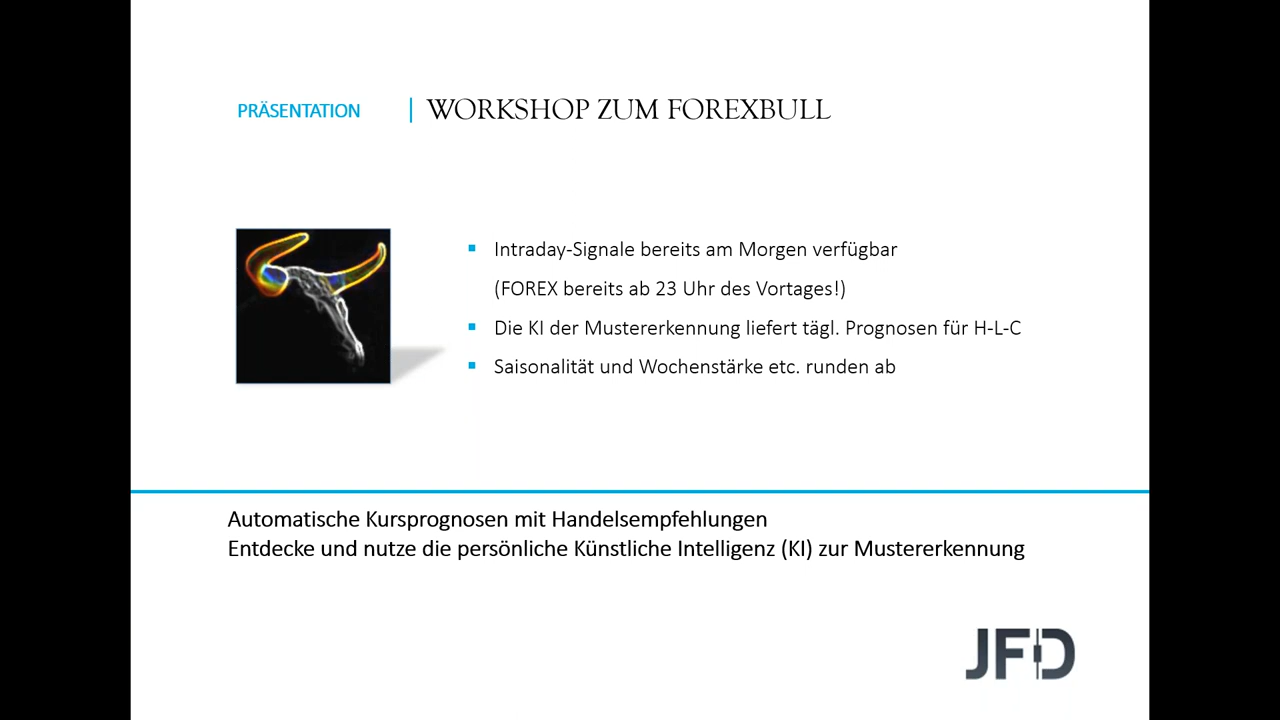 PRÄSENTATION | WORKSHOP ZUM FOREXBULL
Intraday-Signale bereits am Morgen verfügbar
(FOREX bereits ab 23 Uhr des Vortages!)
Die KI der Mustererkennung liefert tägl. Prognosen für H-L-C
Saisonalität und Wochenstärke etc. runden ab
Automatische Kursprognosen mit Handelsempfehlungen
Entdecke und nutze die persönliche Künstliche Intelligenz (KI) zur Mustererkennung
JFD